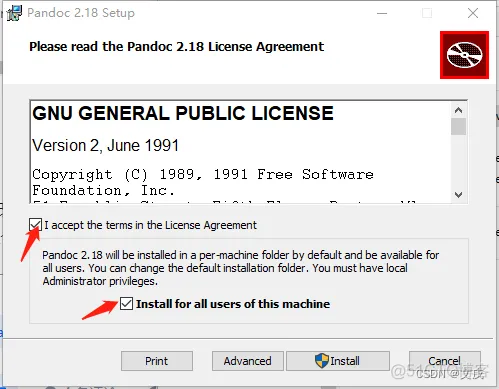 Pandoc 2.18 Setup
Please read the Pandoc 2.18 License Agreement
GNU GENERAL PUBLIC LICENSE
Version 2, June 1991
Copyright (C) 1989, 1991 Free Software
Foundation, Inc.
I accept the terms in the License Agreement
Pandoc 2.18 will be installed in a per-machine folder by default and be available for
all users. You can change the default installation folder. You must have local
Administrator privileges.
Install for all users of this machine
Print
Advanced
Install
Cancel